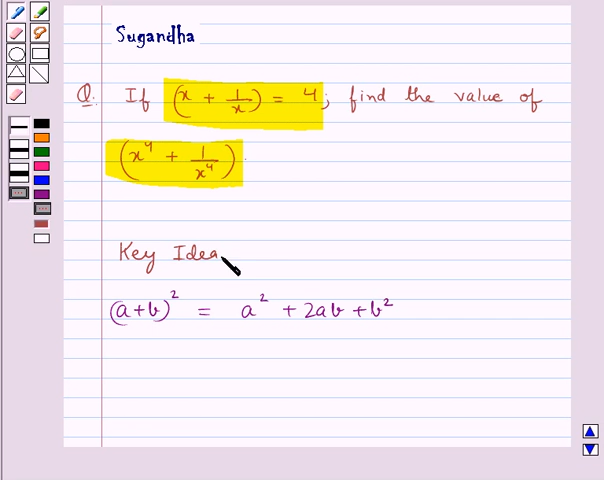 Sugandha
Q. If (x + 1/x) = 4, find the value of
(x⁴ + 1/x⁴).
Key Idea
(a+b)² = a² + 2ab + b²